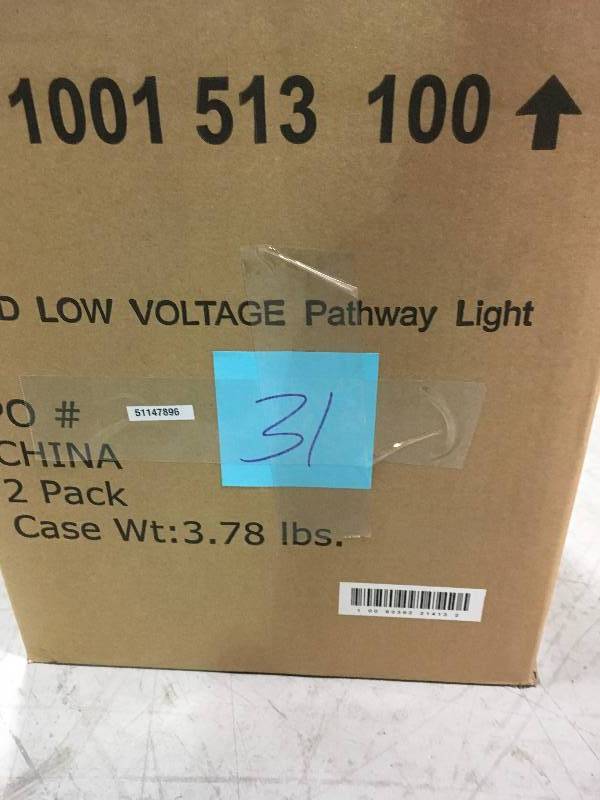 1001 513 100
D LOW VOLTAGE Pathway Light
PO # 51147896
31
CHINA
2 Pack
Case Wt:3.78 lbs.